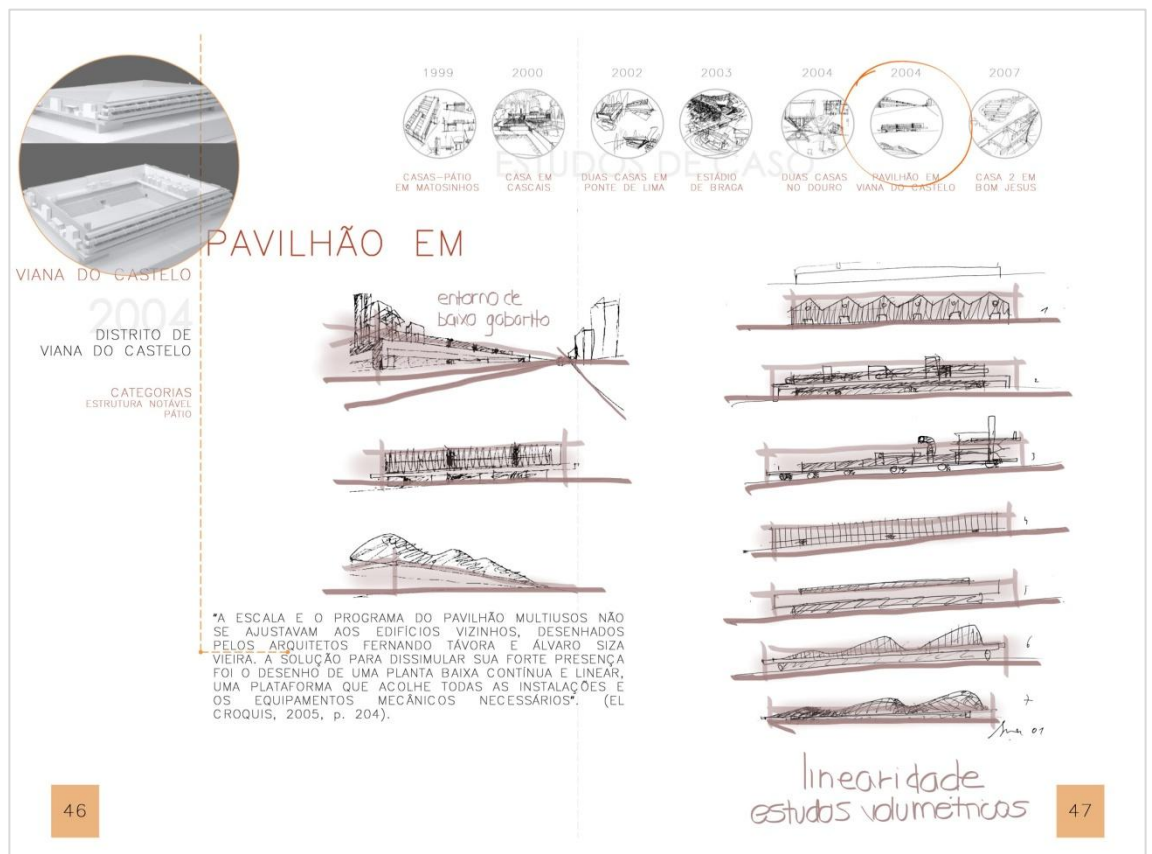 1999
2000
2002
2003
2004
2004
2007
ESTUDOS DE CASO
CASAS-PÁTIO
EM MATOSINHOS
CASA EM
CASCAIS
DUAS CASAS EM
PONTE DE LIMA
ESTÁDIO
DE BRAGA
DUAS CASAS
NO DOURO
PAVILHÃO EM
VIANA DO CASTELO
CASA 2 EM
BOM JESUS
PAVILHÃO EM
VIANA DO CASTELO
2004
DISTRITO DE
VIANA DO CASTELO
CATEGORIAS
ESTRUTURA NOTÁVEL
PÁTIO
entorno de
baixo gabarito
"A ESCALA E O PROGRAMA DO PAVILHÃO MULTIUSOS NÃO
SE AJUSTAVAM AOS EDIFÍCIOS VIZINHOS, DESENHADOS
PELOS ARQUITETOS FERNANDO TÁVORA E ÁLVARO SIZA
VIEIRA. A SOLUÇÃO PARA DISSIMULAR SUA FORTE PRESENÇA
FOI O DESENHO DE UMA PLANTA BAIXA CONTÍNUA E LINEAR,
UMA PLATAFORMA QUE ACOLHE TODAS AS INSTALAÇÕES E
OS EQUIPAMENTOS MECÂNICOS NECESSÁRIOS". (EL
CROQUIS, 2005, p. 204).
1
2
3
4
6
7
01
linearidade
estudos volumétricos
46
47